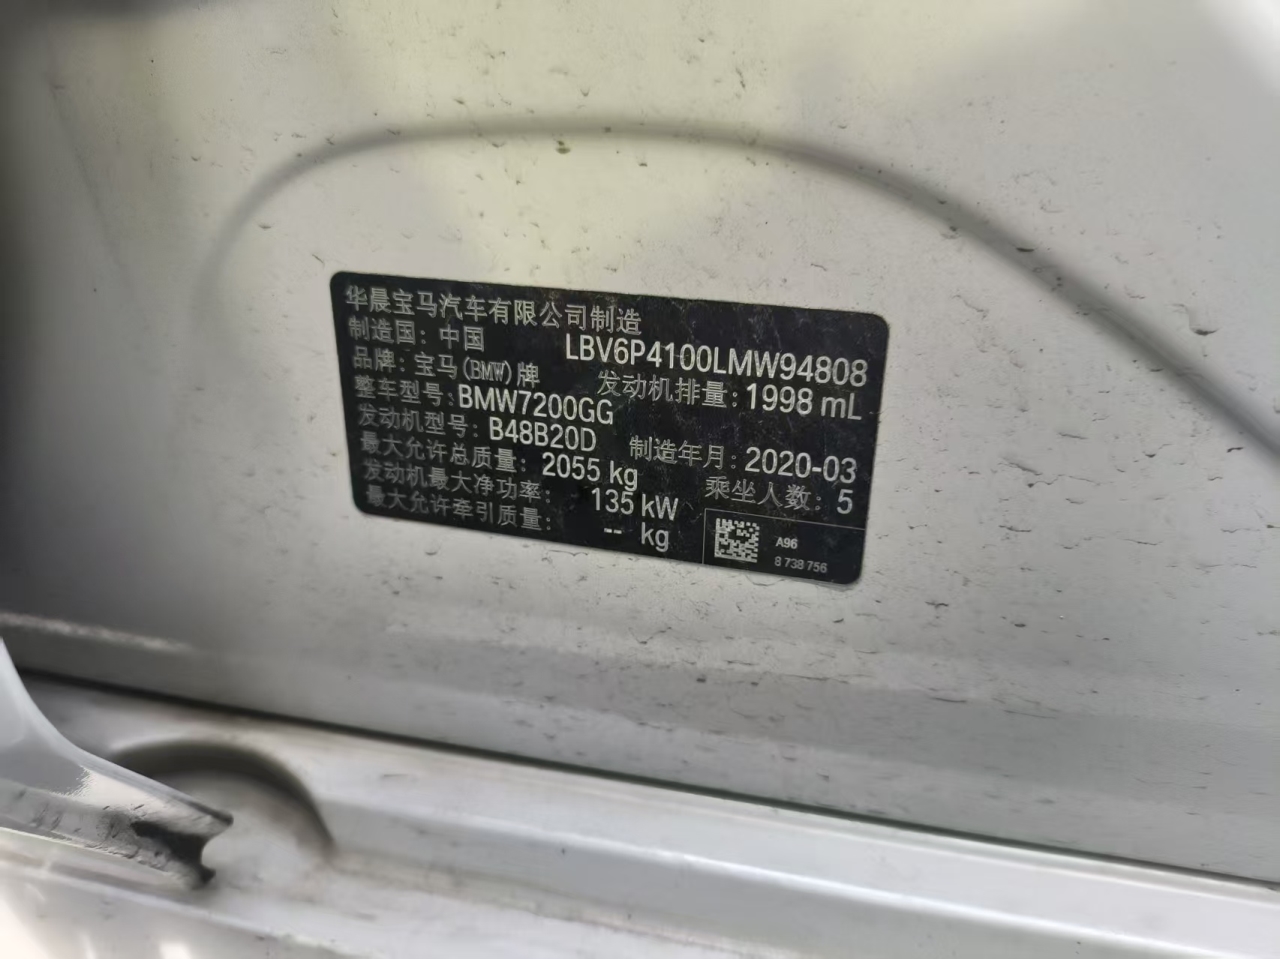 华晨宝马汽车有限公司制造
制造国：中国
LBV6P4100LMW94808
品牌：宝马(BMW)牌
发动机排量：1998 mL
整车型号：BMW7200GG
发动机型号：B48B20D
制造年月：2020-03
最大允许总质量：2055 kg
乘坐人数：5
发动机最大净功率：135 kW
最大允许牵引质量：-- kg
A96
8 738 756